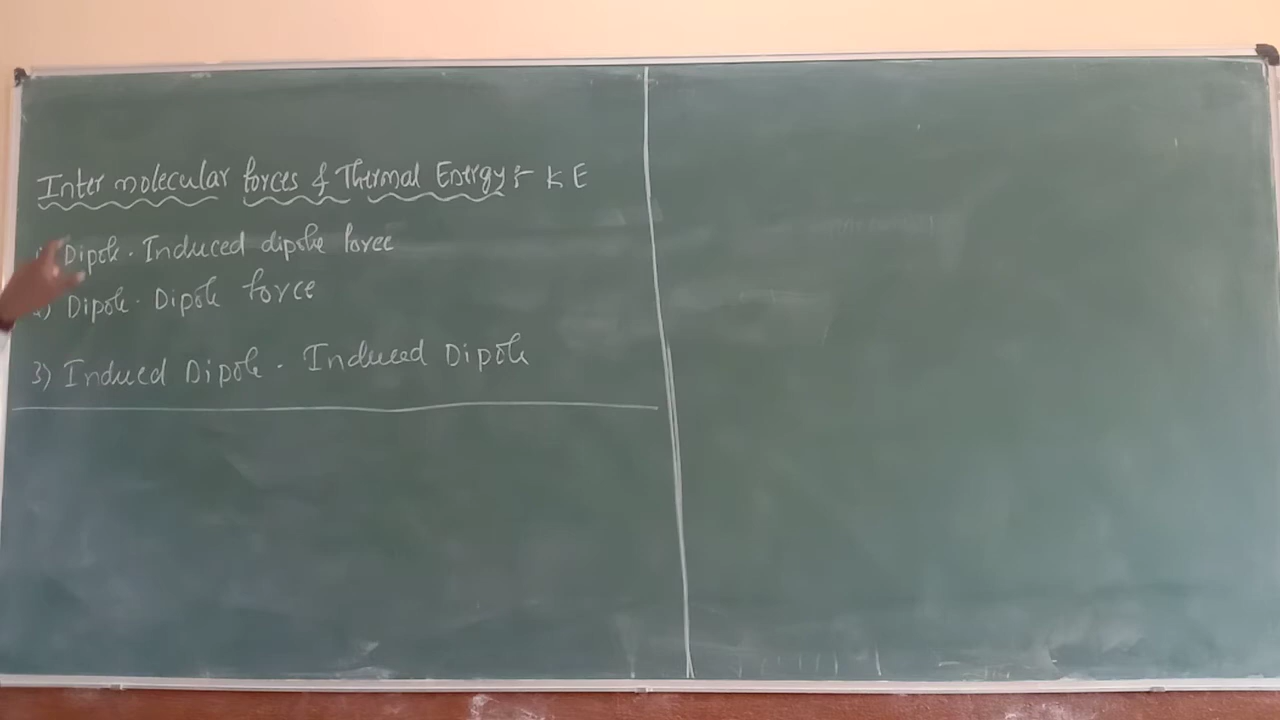 Inter molecular forces & Thermal Energy :- KE
1) Dipole - Induced dipole force
2) Dipole - Dipole force
3) Induced Dipole - Induced Dipole